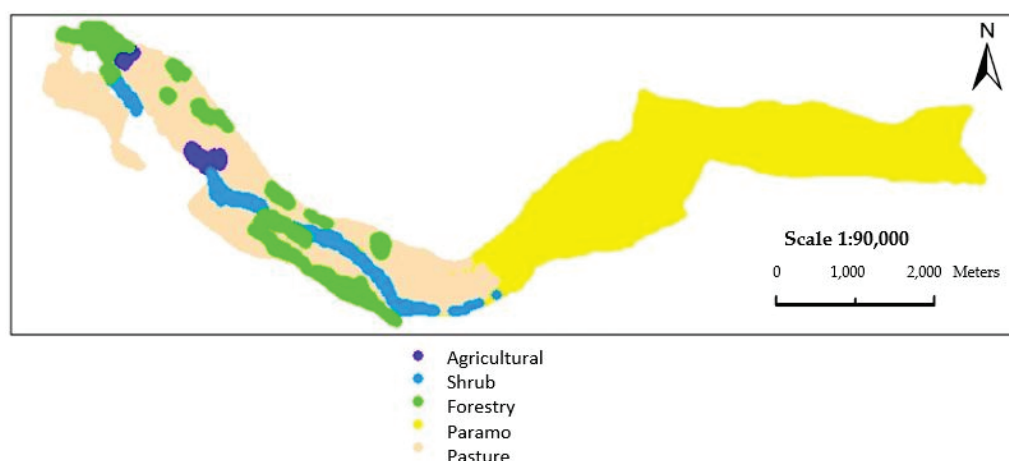 N
Scale 1:90,000
0 1,000 2,000 Meters
Agricultural
Shrub
Forestry
Paramo
Pasture